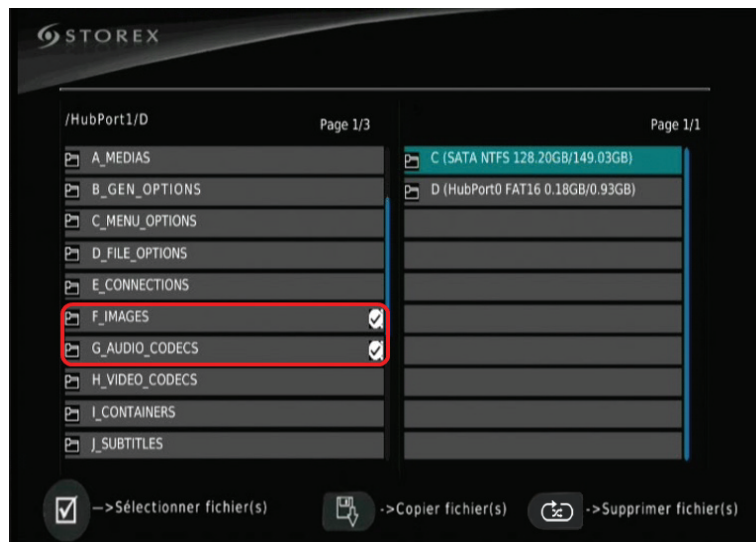 STOREX
/HubPort1/D
Page 1/3
A_MEDIAS
B_GEN_OPTIONS
C_MENU_OPTIONS
D_FILE_OPTIONS
E_CONNECTIONS
F_IMAGES
G_AUDIO_CODECS
H_VIDEO_CODECS
I_CONTAINERS
J_SUBTITLES
Page 1/1
C (SATA NTFS 128.20GB/149.03GB)
D (HubPort0 FAT16 0.18GB/0.93GB)
—>Sélectionner fichier(s)
->Copier fichier(s)
->Supprimer fichier(s)